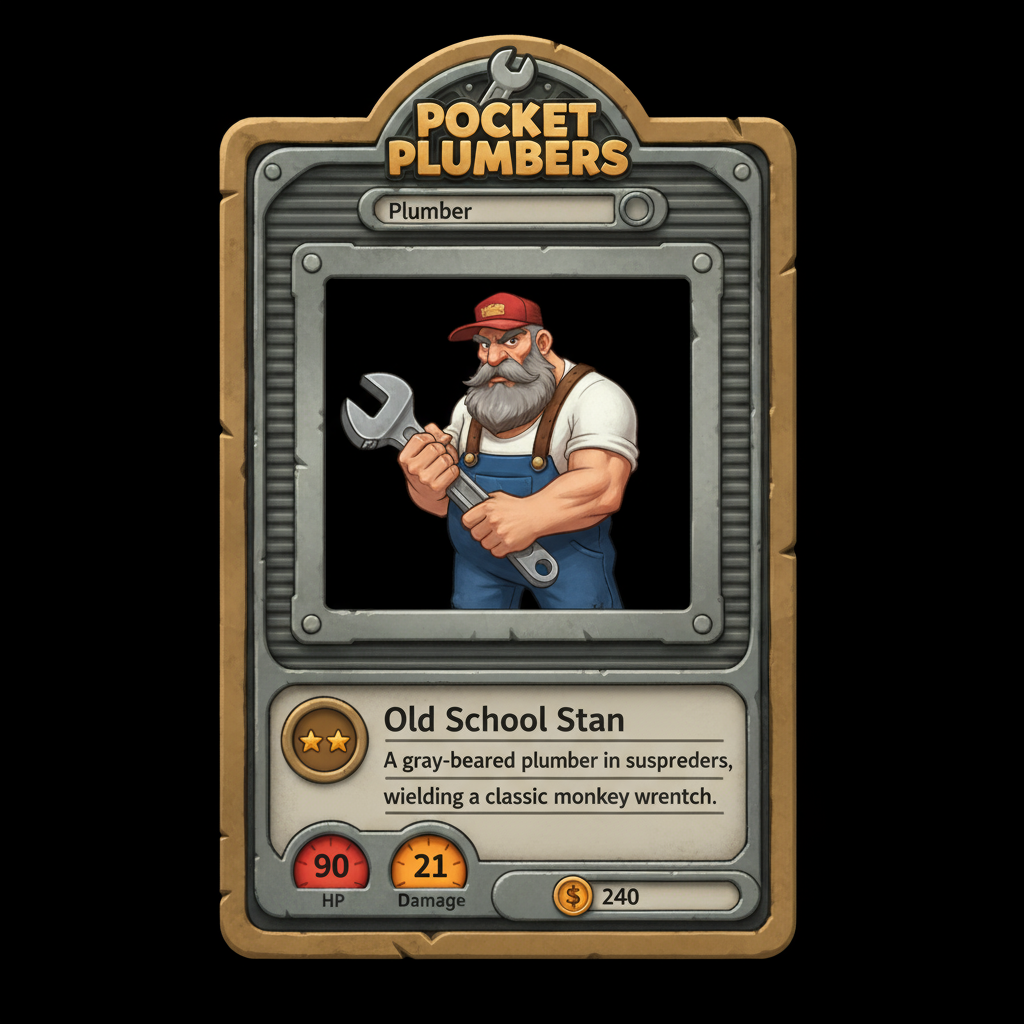 POCKET
PLUMBERS
Plumber
Old School Stan
A gray-bearded plumber in suspreders,
wielding a classic monkey wrentch.
90
HP
21
Damage
$ 240